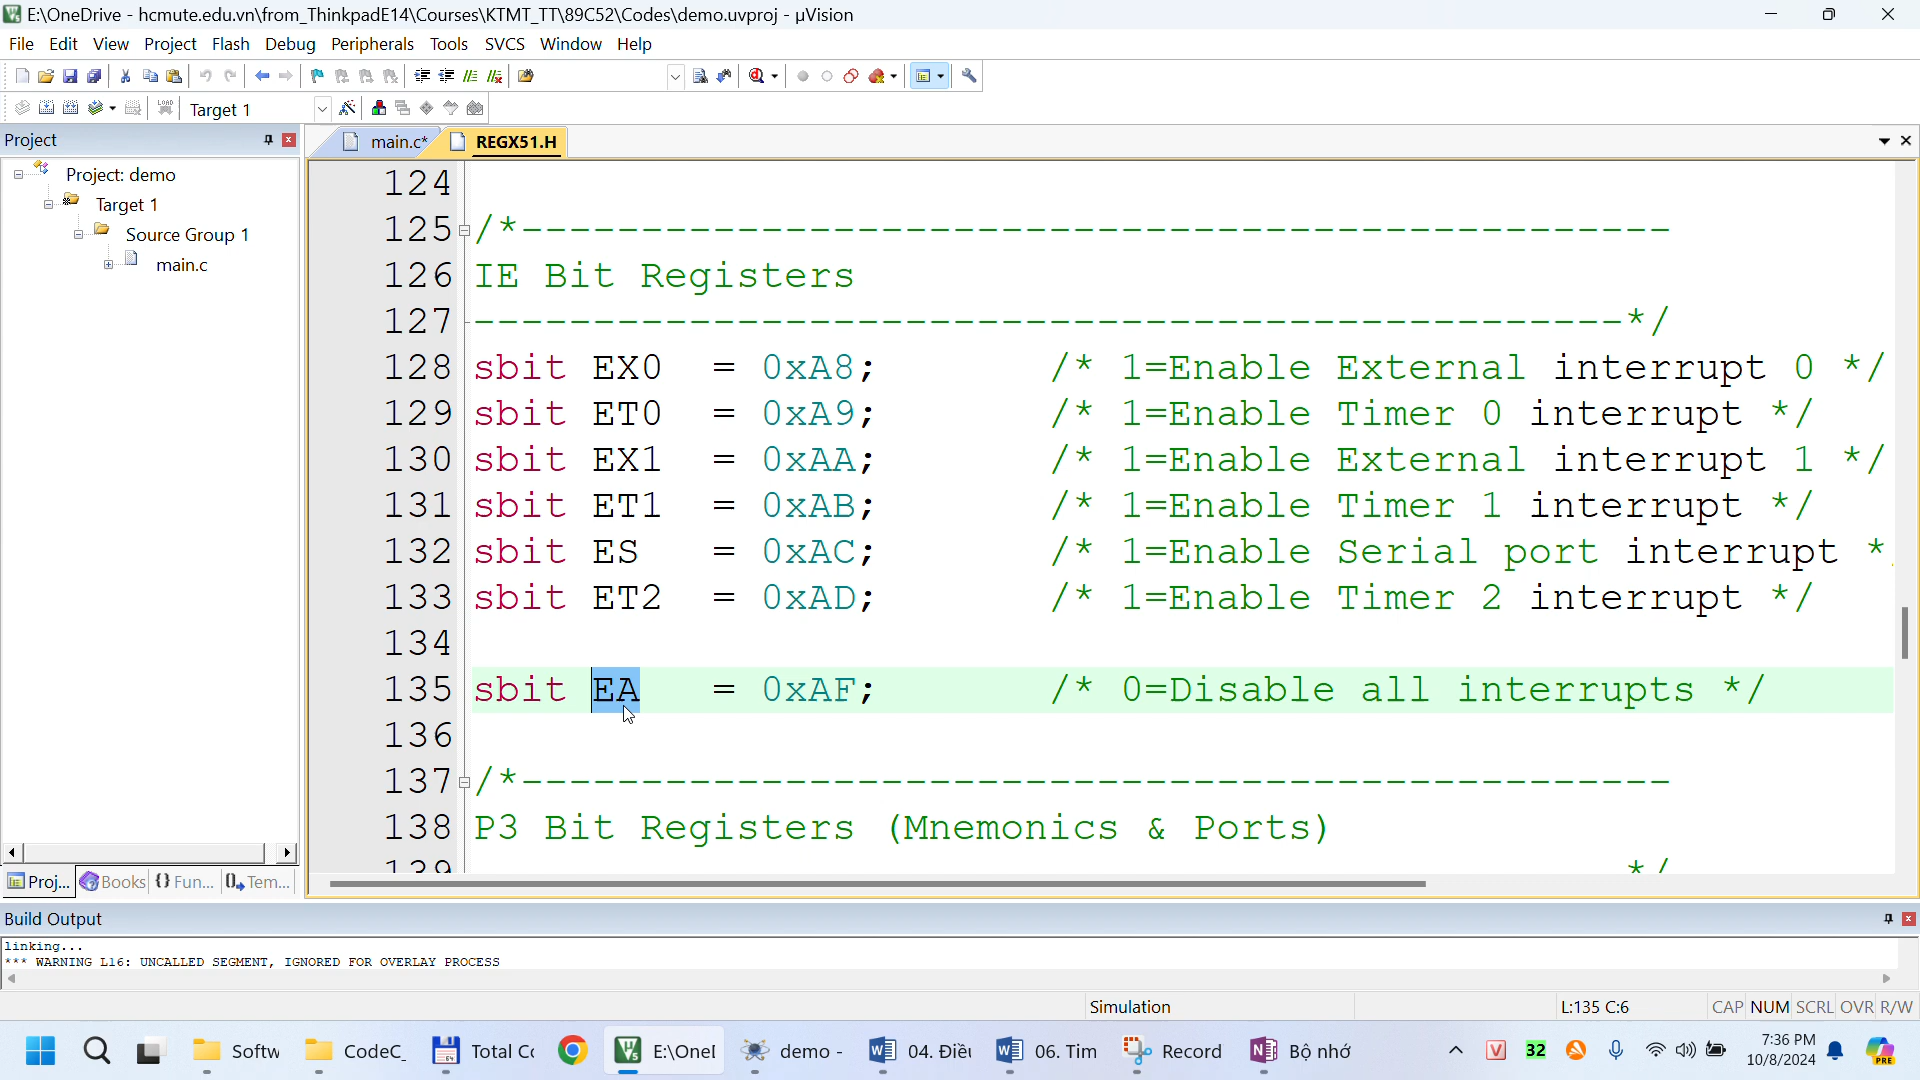 E:\OneDrive - hcmute.edu.vn\from_ThinkpadE14\Courses\KTMT_TT\89C52\Codes\demo.uvproj - µVision
File Edit View Project Flash Debug Peripherals Tools SVCS Window Help
LOAD Target 1
Project
main.c* REGX51.H
Project: demo
Target 1
Source Group 1
main.c
124
125 /*-------------------------------------------------
126 IE Bit Registers
127 -------------------------------------------------*/
128 sbit EX0 = 0xA8; /* 1=Enable External interrupt 0 */
129 sbit ET0 = 0xA9; /* 1=Enable Timer 0 interrupt */
130 sbit EX1 = 0xAA; /* 1=Enable External interrupt 1 */
131 sbit ET1 = 0xAB; /* 1=Enable Timer 1 interrupt */
132 sbit ES = 0xAC; /* 1=Enable Serial port interrupt *
133 sbit ET2 = 0xAD; /* 1=Enable Timer 2 interrupt */
134
135 sbit EA = 0xAF; /* 0=Disable all interrupts */
136
137 /*-------------------------------------------------
138 P3 Bit Registers (Mnemonics & Ports)
139 */
Proj... Books {} Fun... Tem...
Build Output
linking...
*** WARNING L16: UNCALLED SEGMENT, IGNORED FOR OVERLAY PROCESS
Simulation L:135 C:6 CAP NUM SCRL OVR R/W
Softw CodeC_ 64 Total Co E:\OneI demo - 04. Điều 06. Tim Record Bộ nhớ V 32 7:36 PM
10/8/2024 PRE